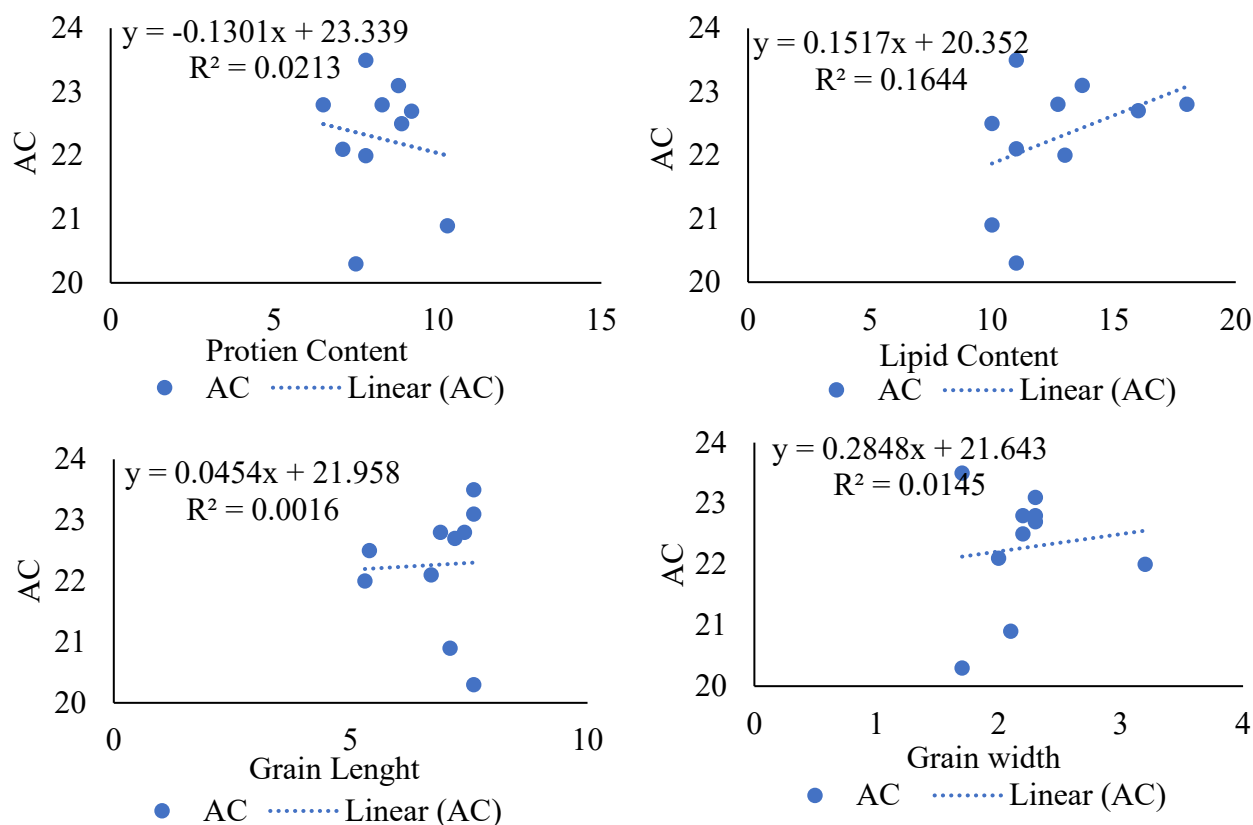 24
23
22
21
20
AC
y = -0.1301x + 23.339
R² = 0.0213
0 5 10 15
Protien Content
AC Linear (AC)
24
23
22
21
20
AC
y = 0.1517x + 20.352
R² = 0.1644
0 5 10 15 20
Lipid Content
AC Linear (AC)
24
23
22
21
20
AC
y = 0.0454x + 21.958
R² = 0.0016
0 5 10
Grain Lenght
AC Linear (AC)
24
23
22
21
20
AC
y = 0.2848x + 21.643
R² = 0.0145
0 1 2 3 4
Grain width
AC Linear (AC)